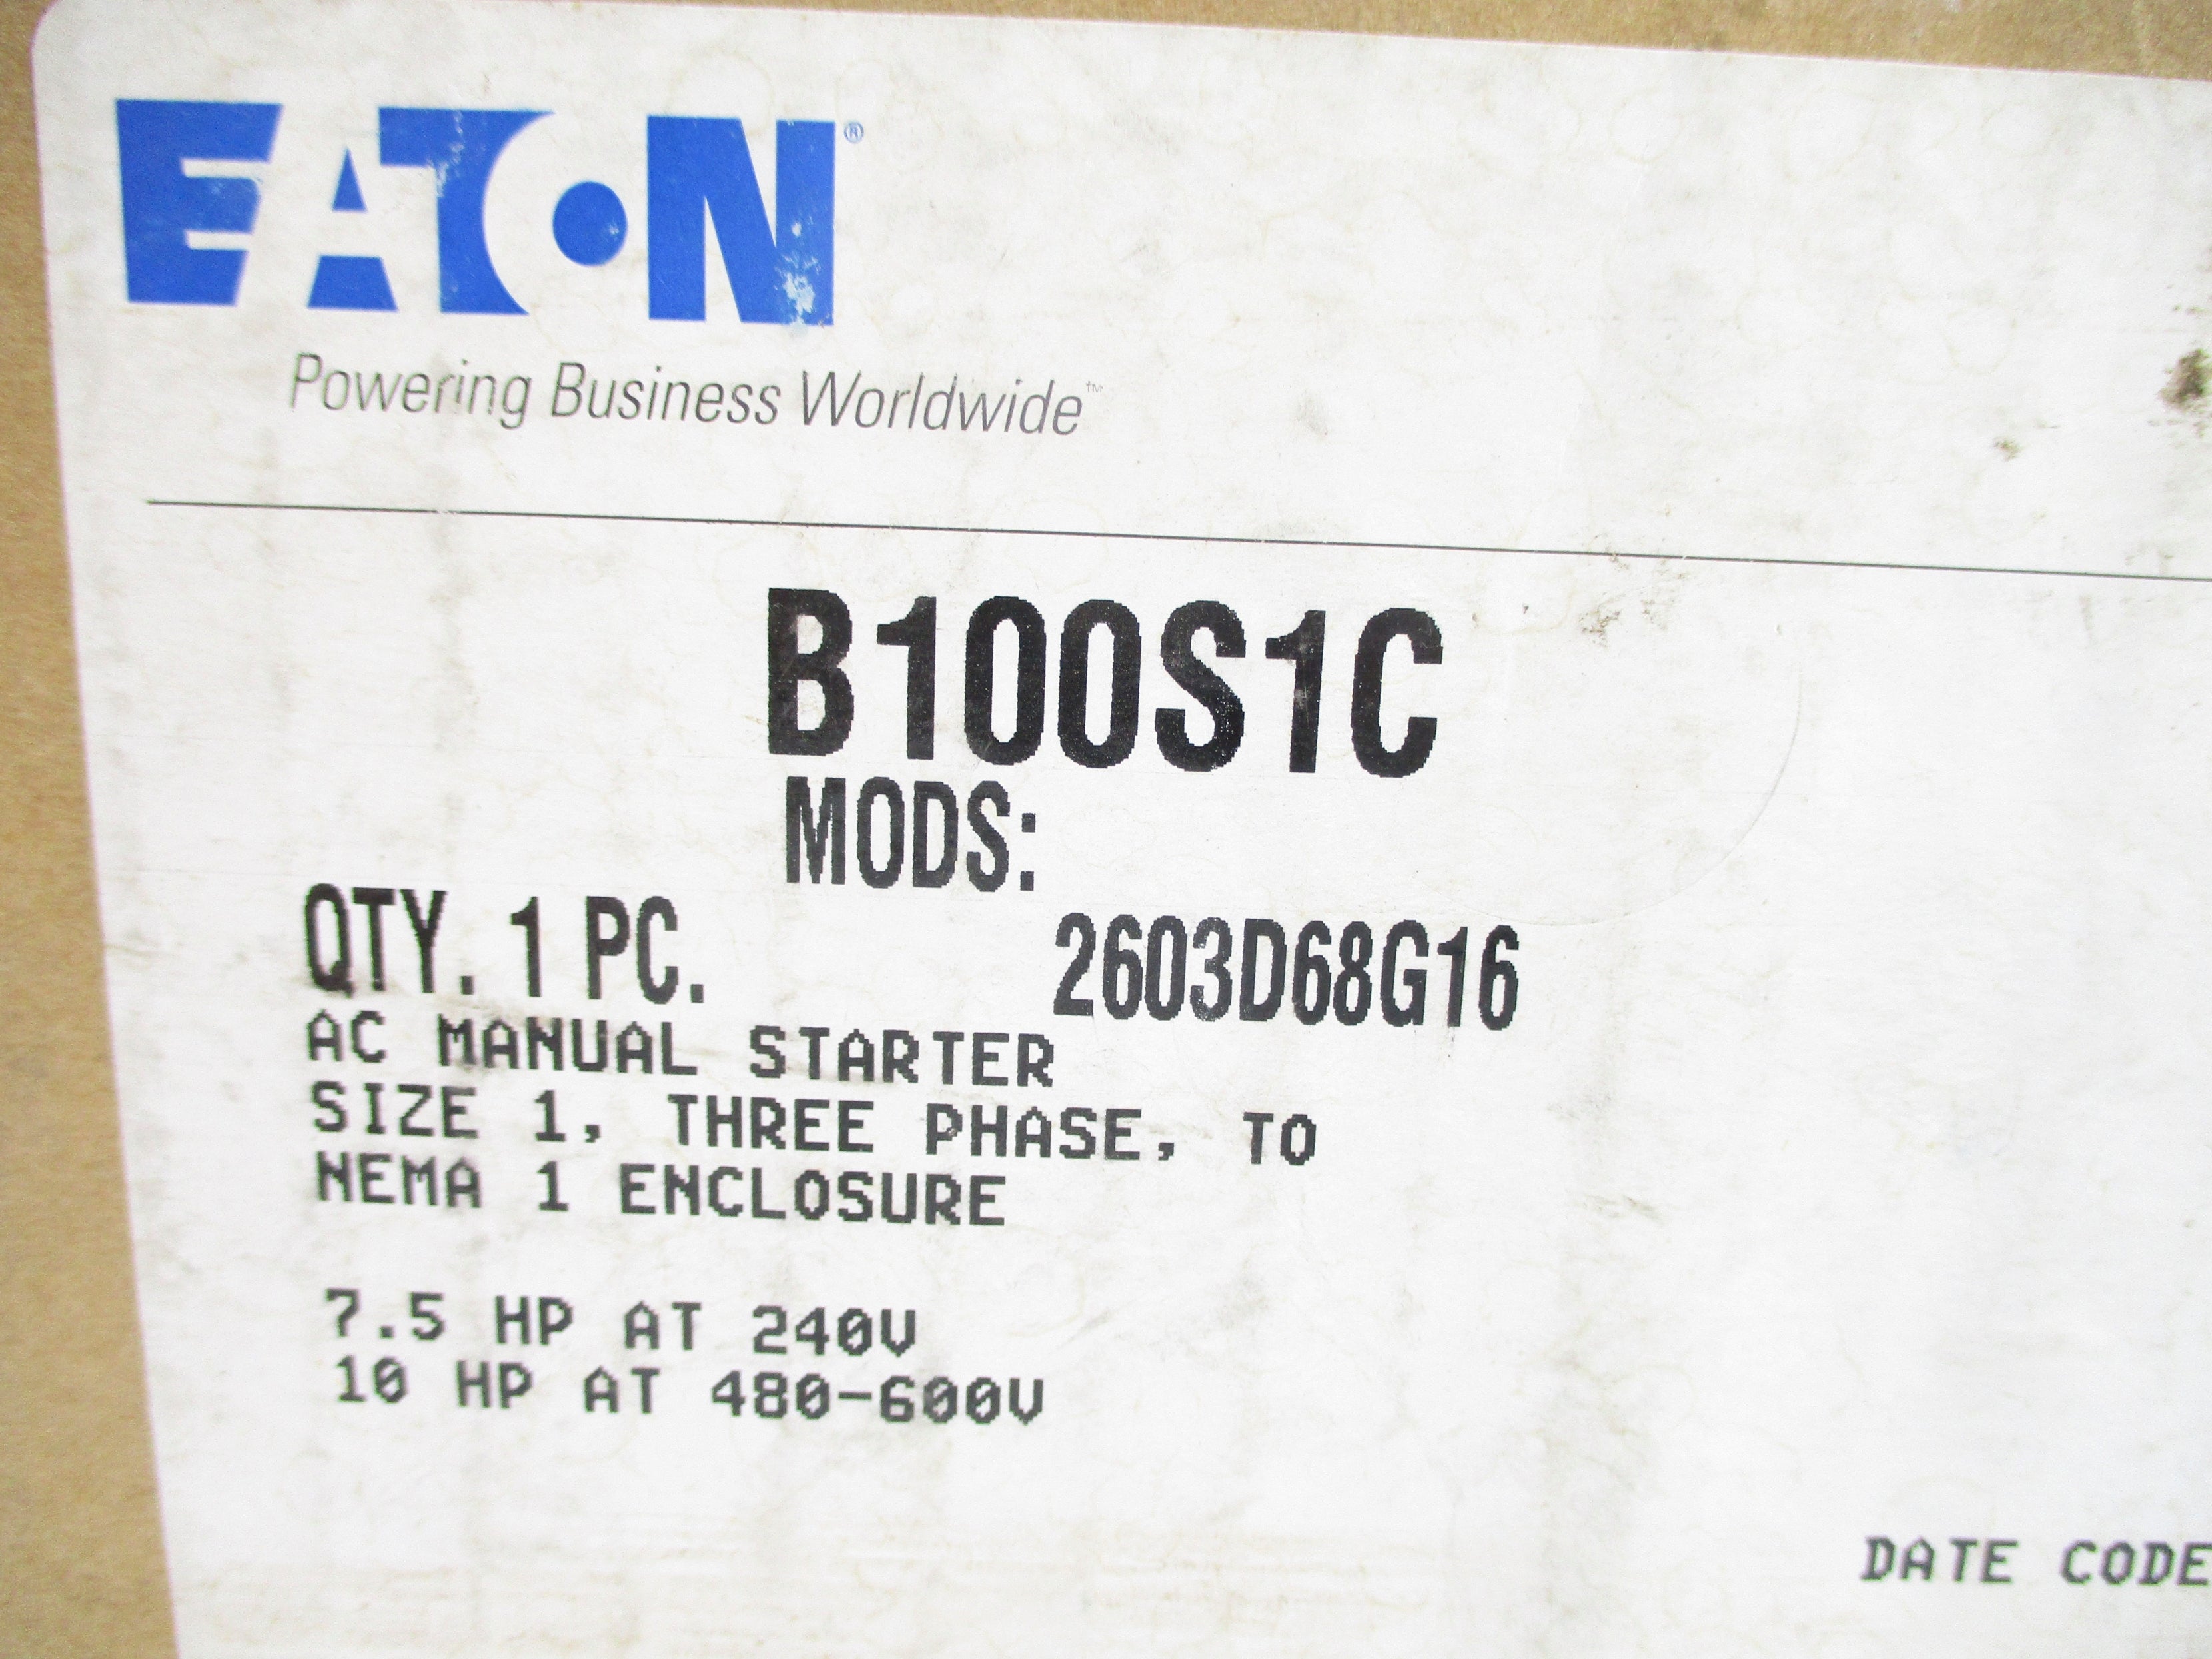 EATON®
Powering Business Worldwide™
B100S1C
MODS:
QTY. 1 PC. 2603D68G16
AC MANUAL STARTER
SIZE 1, THREE PHASE, TO
NEMA 1 ENCLOSURE
7.5 HP AT 240V
10 HP AT 480-600V
DATE CODE